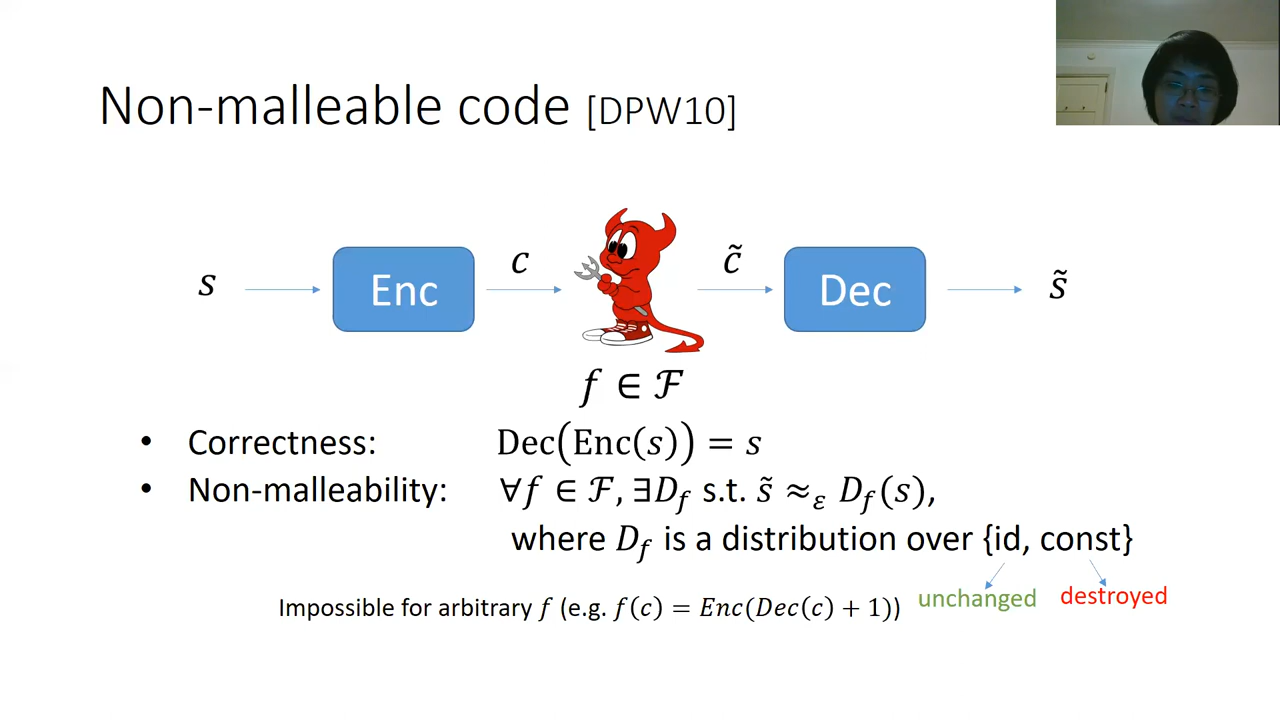 Non-malleable code [DPW10]
s Enc c c̃ Dec s̃
f ∈ ℱ
• Correctness: Dec(Enc(s)) = s
• Non-malleability: ∀f ∈ ℱ, ∃D_f s.t. s̃ ≈_ε D_f(s),
where D_f is a distribution over {id, const}
unchanged destroyed
Impossible for arbitrary f (e.g. f(c) = Enc(Dec(c) + 1))